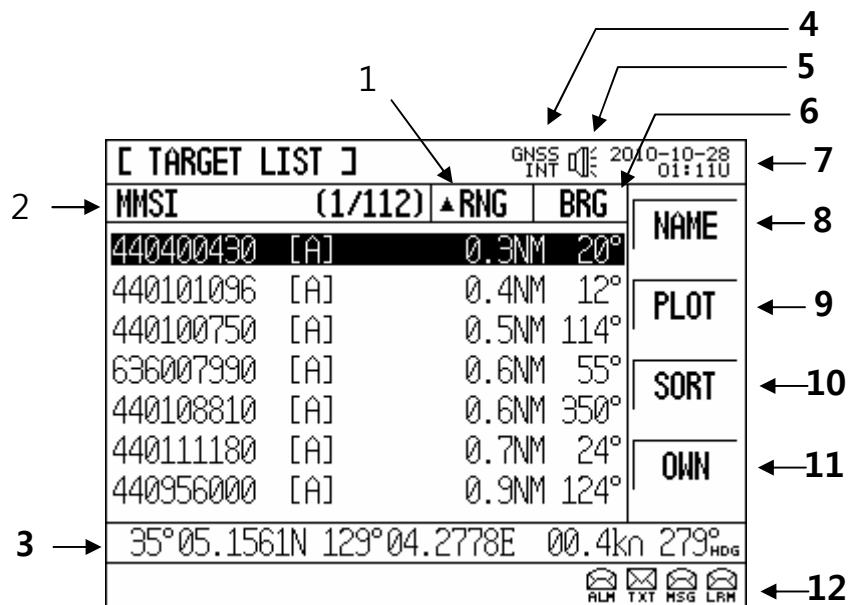 4
1 5
6
[ TARGET LIST ] GNSS INT 2010-10-28 01:11U 7
2 MMSI (1/112) ▲RNG BRG NAME 8
440400430 [A] 0.3NM 20°
440101096 [A] 0.4NM 12° PLOT 9
440100750 [A] 0.5NM 114°
636007990 [A] 0.6NM 55° SORT 10
440108810 [A] 0.6NM 350°
440111180 [A] 0.7NM 24° OWN 11
440956000 [A] 0.9NM 124°
3 35°05.1561N 129°04.2778E 00.4kn 279°HDG
ALM TXT MSG LRM 12